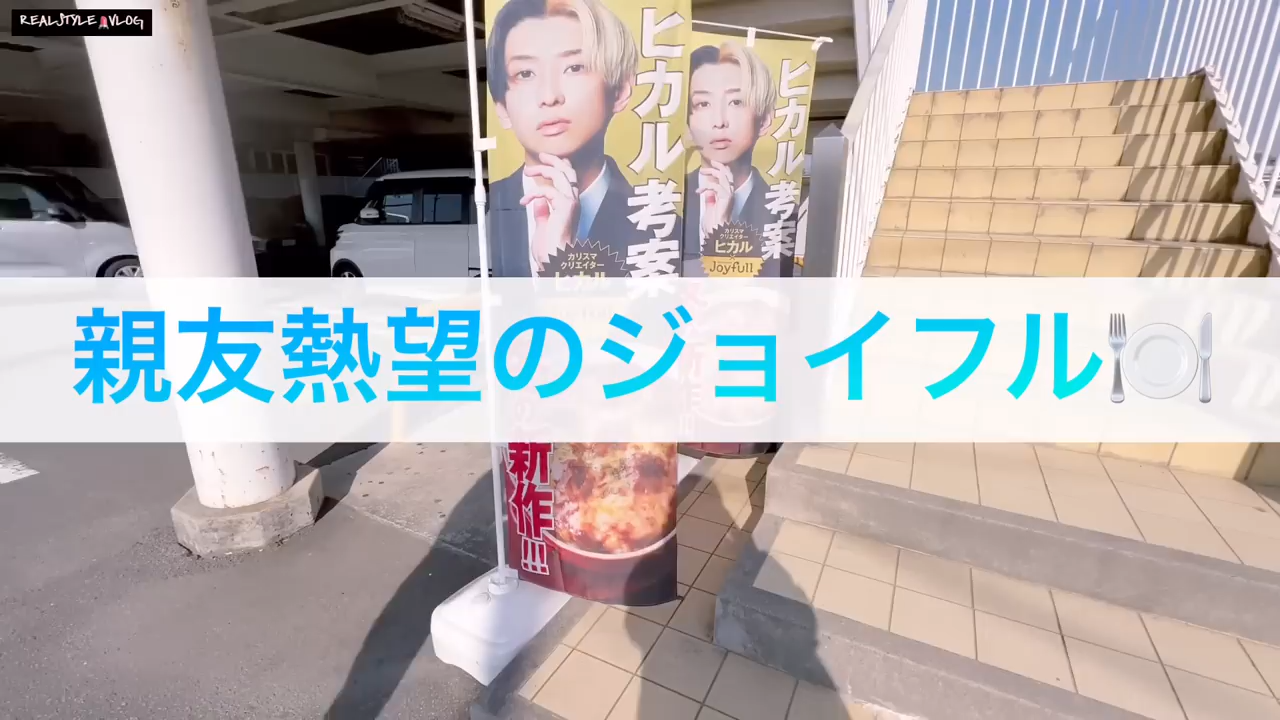 REALSTYLE VLOG
ヒカル考案
カリスマ
クリエイター
ヒカル
ヒカル考案
カリスマ
クリエイター
ヒカル
Joyfull
親友熱望のジョイフル🍽
新作!!!